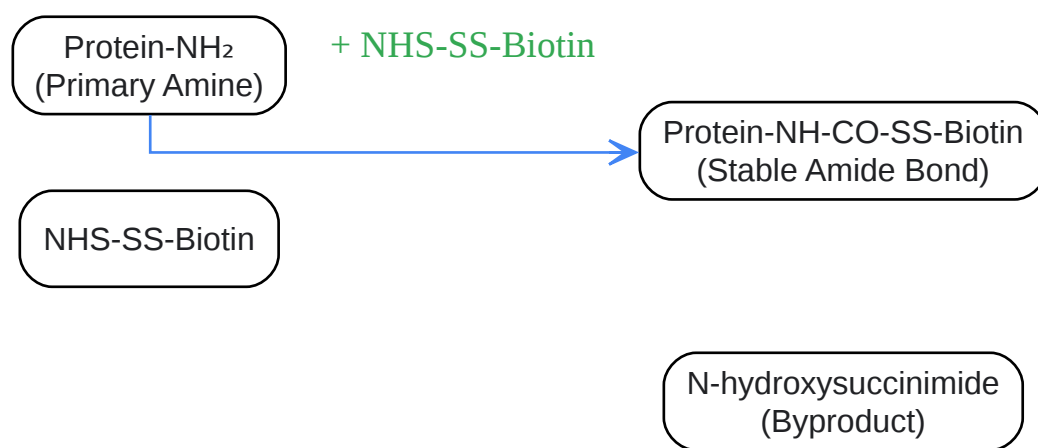 Protein-NH₂
(Primary Amine)
+ NHS-SS-Biotin
Protein-NH-CO-SS-Biotin
(Stable Amide Bond)
NHS-SS-Biotin
N-hydroxysuccinimide
(Byproduct)